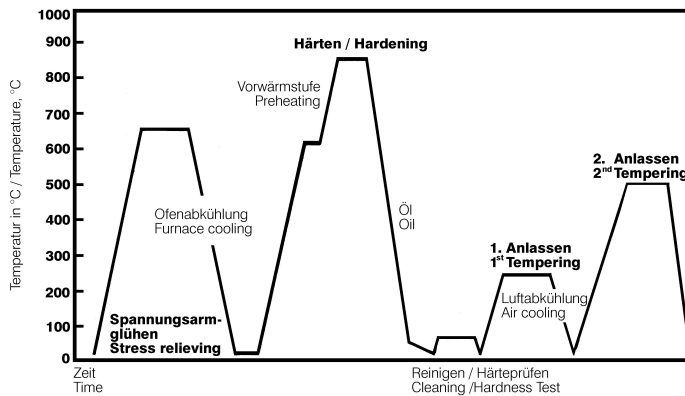 Temperatur in °C / Temperature, °C
1000
900
800
700
600
500
400
300
200
100
0
Härten / Hardening
Vorwärmstufe
Preheating
2. Anlassen
2nd Tempering
Ofenabkühlung
Furnace cooling
Öl
Oil
1. Anlassen
1st Tempering
Luftabkühlung
Air cooling
Spannungsarm-
glühen
Stress relieving
Zeit
Time
Reinigen / Härteprüfen
Cleaning /Hardness Test